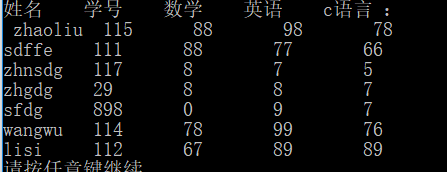 姓名 学号 数学 英语 c语言 :
zhaoliu 115 88 98 78
sdffe 111 88 77 66
zhnsdg 117 8 7 5
zhgdg 29 8 8 7
sfdg 898 0 9 7
wangwu 114 78 99 76
lisi 112 67 89 89
请按任意键继续